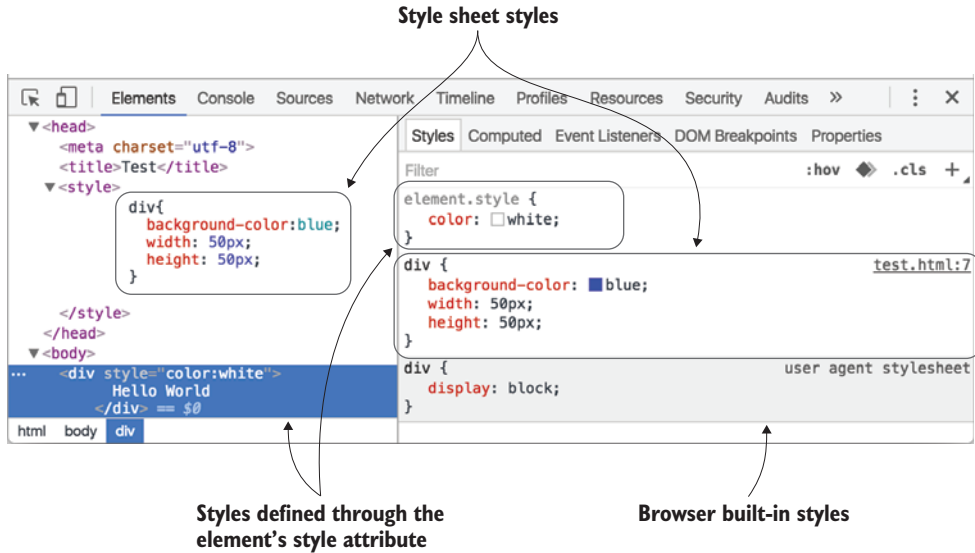 Style sheet styles
Elements Console Sources Network Timeline Profiles Resources Security Audits »
▼<head>
<meta charset="utf-8">
<title>Test</title>
▼<style>
div{
background-color:blue;
width: 50px;
height: 50px;
}
</style>
</head>
▼<body>
··· <div style="color:white">
Hello World
</div> == $0
html body div
Styles Computed Event Listeners DOM Breakpoints Properties
Filter :hov .cls +
element.style {
color: white;
}
div { test.html:7
background-color: blue;
width: 50px;
height: 50px;
}
div { user agent stylesheet
display: block;
}
Styles defined through the
element’s style attribute
Browser built-in styles